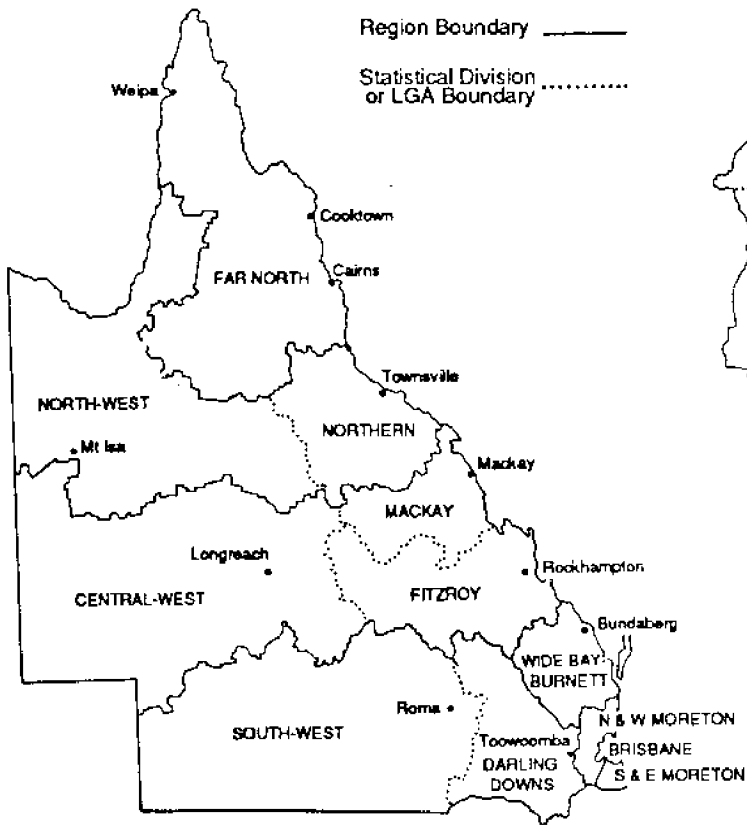 Region Boundary
Statistical Division
or LGA Boundary
Weipa
Cooktown
Cairns
FAR NORTH
Townsville
NORTH-WEST
NORTHERN
Mt Isa
Mackay
MACKAY
Longreach
Rockhampton
CENTRAL-WEST
FITZROY
Bundaberg
WIDE BAY-
BURNETT
Roma
N & W MORETON
SOUTH-WEST
Toowoomba
BRISBANE
DARLING
DOWNS
S & E MORETON